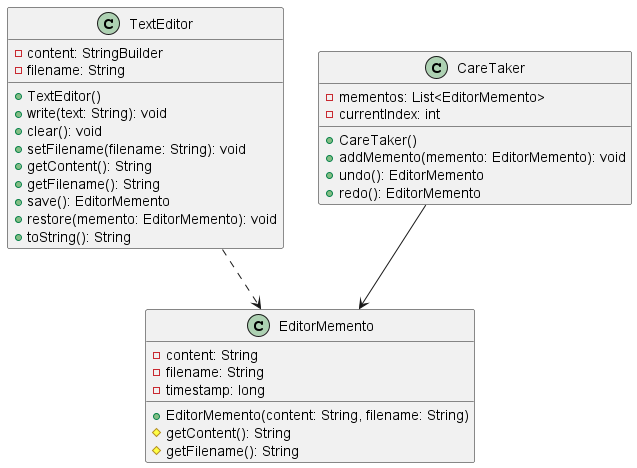 C TextEditor
content: StringBuilder
filename: String
TextEditor()
write(text: String): void
clear(): void
setFilename(filename: String): void
getContent(): String
getFilename(): String
save(): EditorMemento
restore(memento: EditorMemento): void
toString(): String
C CareTaker
mementos: List<EditorMemento>
currentIndex: int
CareTaker()
addMemento(memento: EditorMemento): void
undo(): EditorMemento
redo(): EditorMemento
C EditorMemento
content: String
filename: String
timestamp: long
EditorMemento(content: String, filename: String)
getContent(): String
getFilename(): String